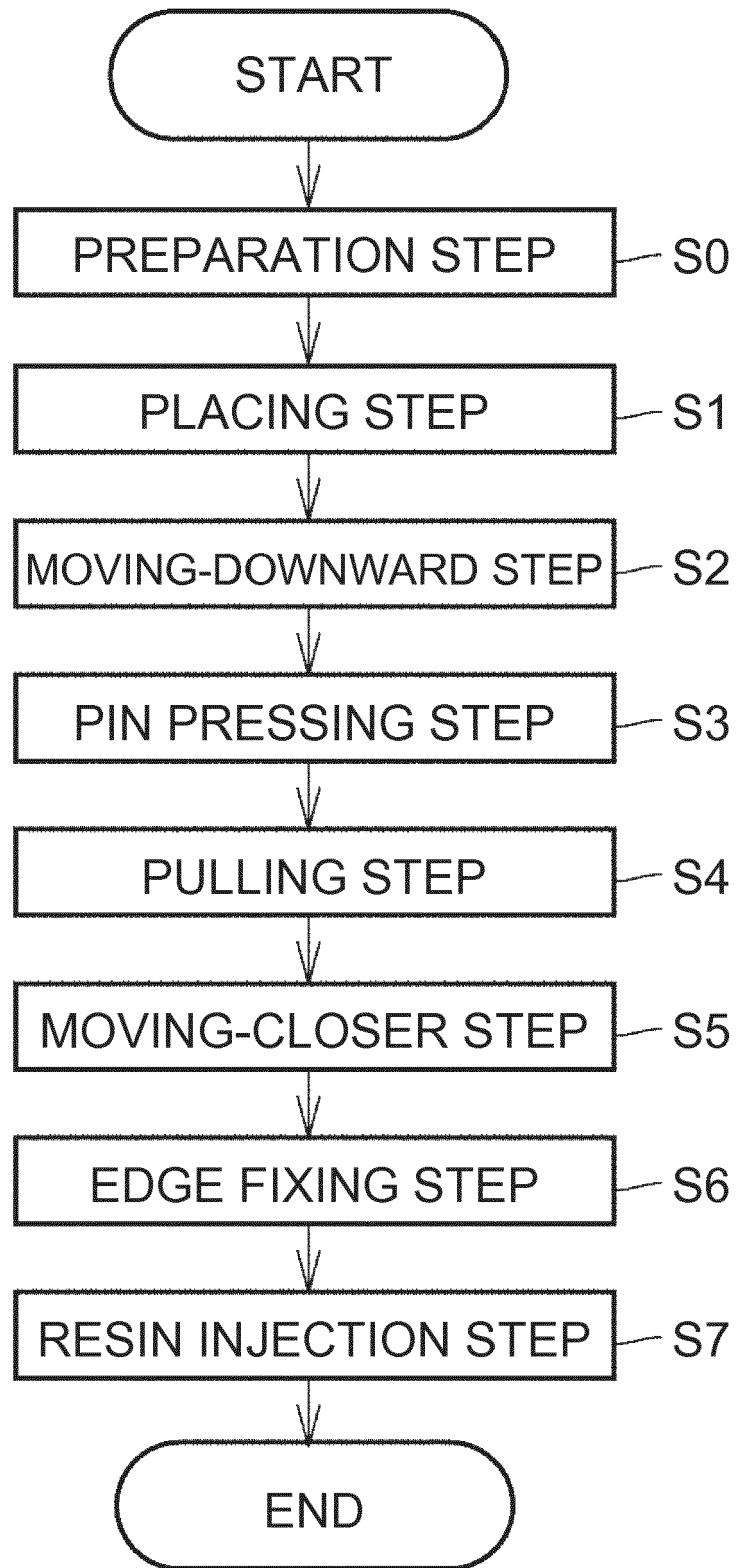 START
PREPARATION STEP S0
PLACING STEP S1
MOVING-DOWNWARD STEP S2
PIN PRESSING STEP S3
PULLING STEP S4
MOVING-CLOSER STEP S5
EDGE FIXING STEP S6
RESIN INJECTION STEP S7
END